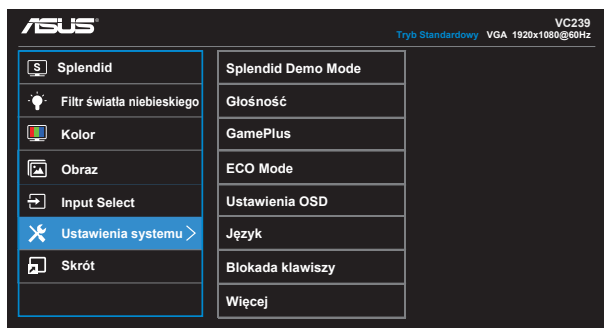 ASUS
VC239
Tryb Standardowy VGA 1920x1080@60Hz
S Splendid
Filtr światła niebieskiego
Kolor
Obraz
Input Select
Ustawienia systemu >
Skrót
Splendid Demo Mode
Głośność
GamePlus
ECO Mode
Ustawienia OSD
Język
Blokada klawiszy
Więcej